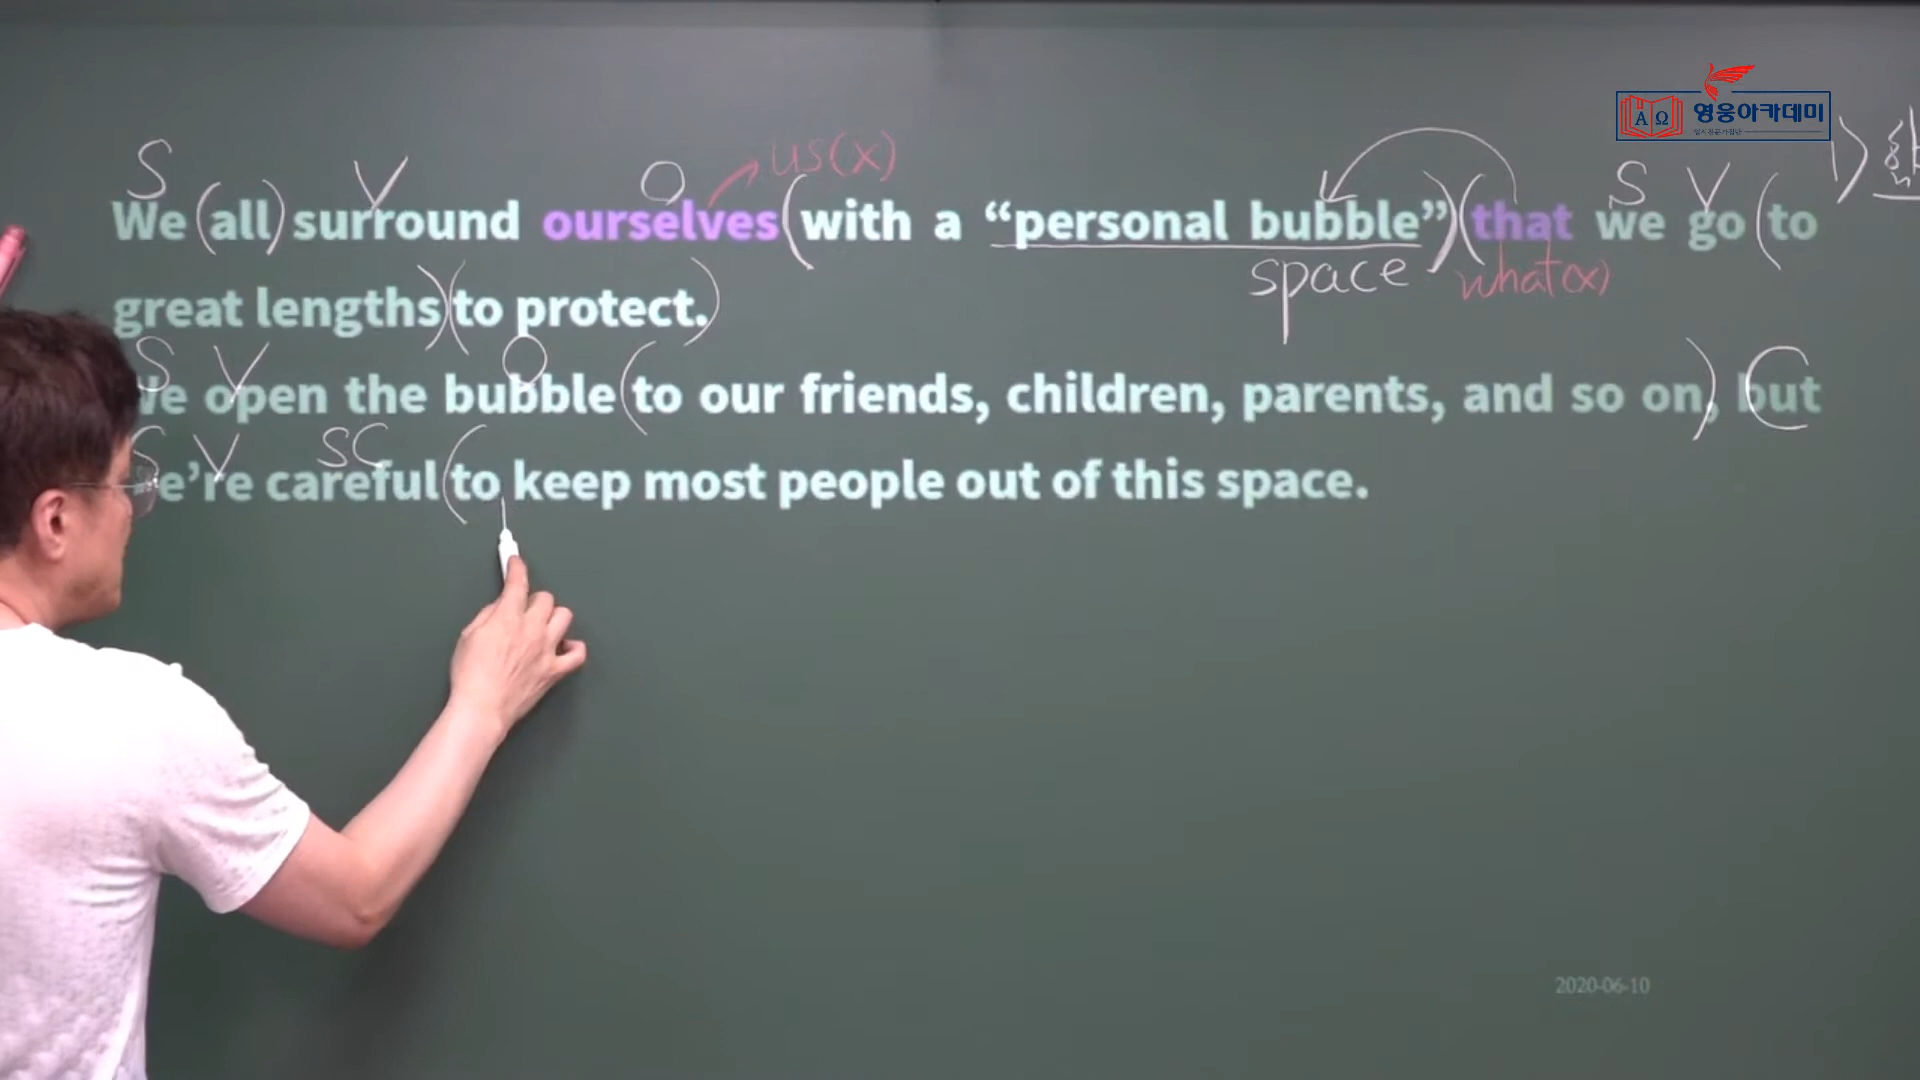 영웅아카데미
S V O us(x) S V 1)
We (all) surround ourselves (with a “personal bubble”) (that we go (to
space what(x)
great lengths) (to protect.)
S V O
We open the bubble (to our friends, children, parents, and so on), but
S V SC
e’re careful (to keep most people out of this space.
2020-06-10